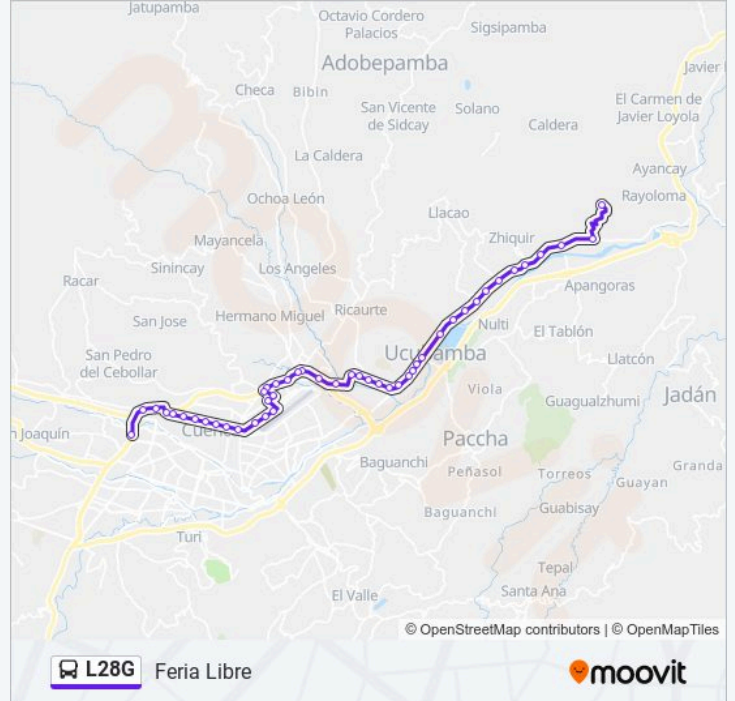 Jatupamba
Octavio Cordero
Palacios
Sigsipamba
Adobepamba
Javier
Checa
Bibin
San Vicente
de Sidcay
Solano
El Carmen de
Javier Loyola
Caldera
La Caldera
Ayancay
Ochoa León
Rayoloma
Llacao
Mayancela
Zhiquir
Sinincay
Los Angeles
Racar
Apangoras
Hermano Miguel
Ricaurte
San Jose
Nulti
El Tablón
San Pedro
del Cebollar
Llatcón
Viola
Jadán
Guagualzhumi
n Joaquín
Paccha
Baguanchi
Peñasol
Torreos
Granda
Guayan
Baguanchi
Guabisay
Turi
Tepal
El Valle
Santa Ana
© OpenStreetMap contributors | © OpenMapTiles
L28G Feria Libre
moovit